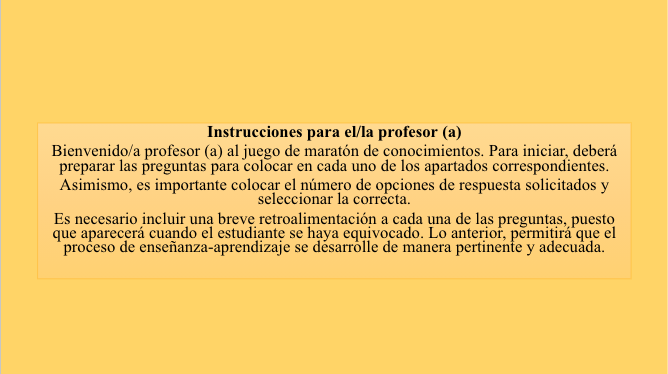 Instrucciones para el/la profesor (a)
Bienvenido/a profesor (a) al juego de maratón de conocimientos. Para iniciar, deberá
preparar las preguntas para colocar en cada uno de los apartados correspondientes.
Asimismo, es importante colocar el número de opciones de respuesta solicitados y
seleccionar la correcta.
Es necesario incluir una breve retroalimentación a cada una de las preguntas, puesto
que aparecerá cuando el estudiante se haya equivocado. Lo anterior, permitirá que el
proceso de enseñanza-aprendizaje se desarrolle de manera pertinente y adecuada.